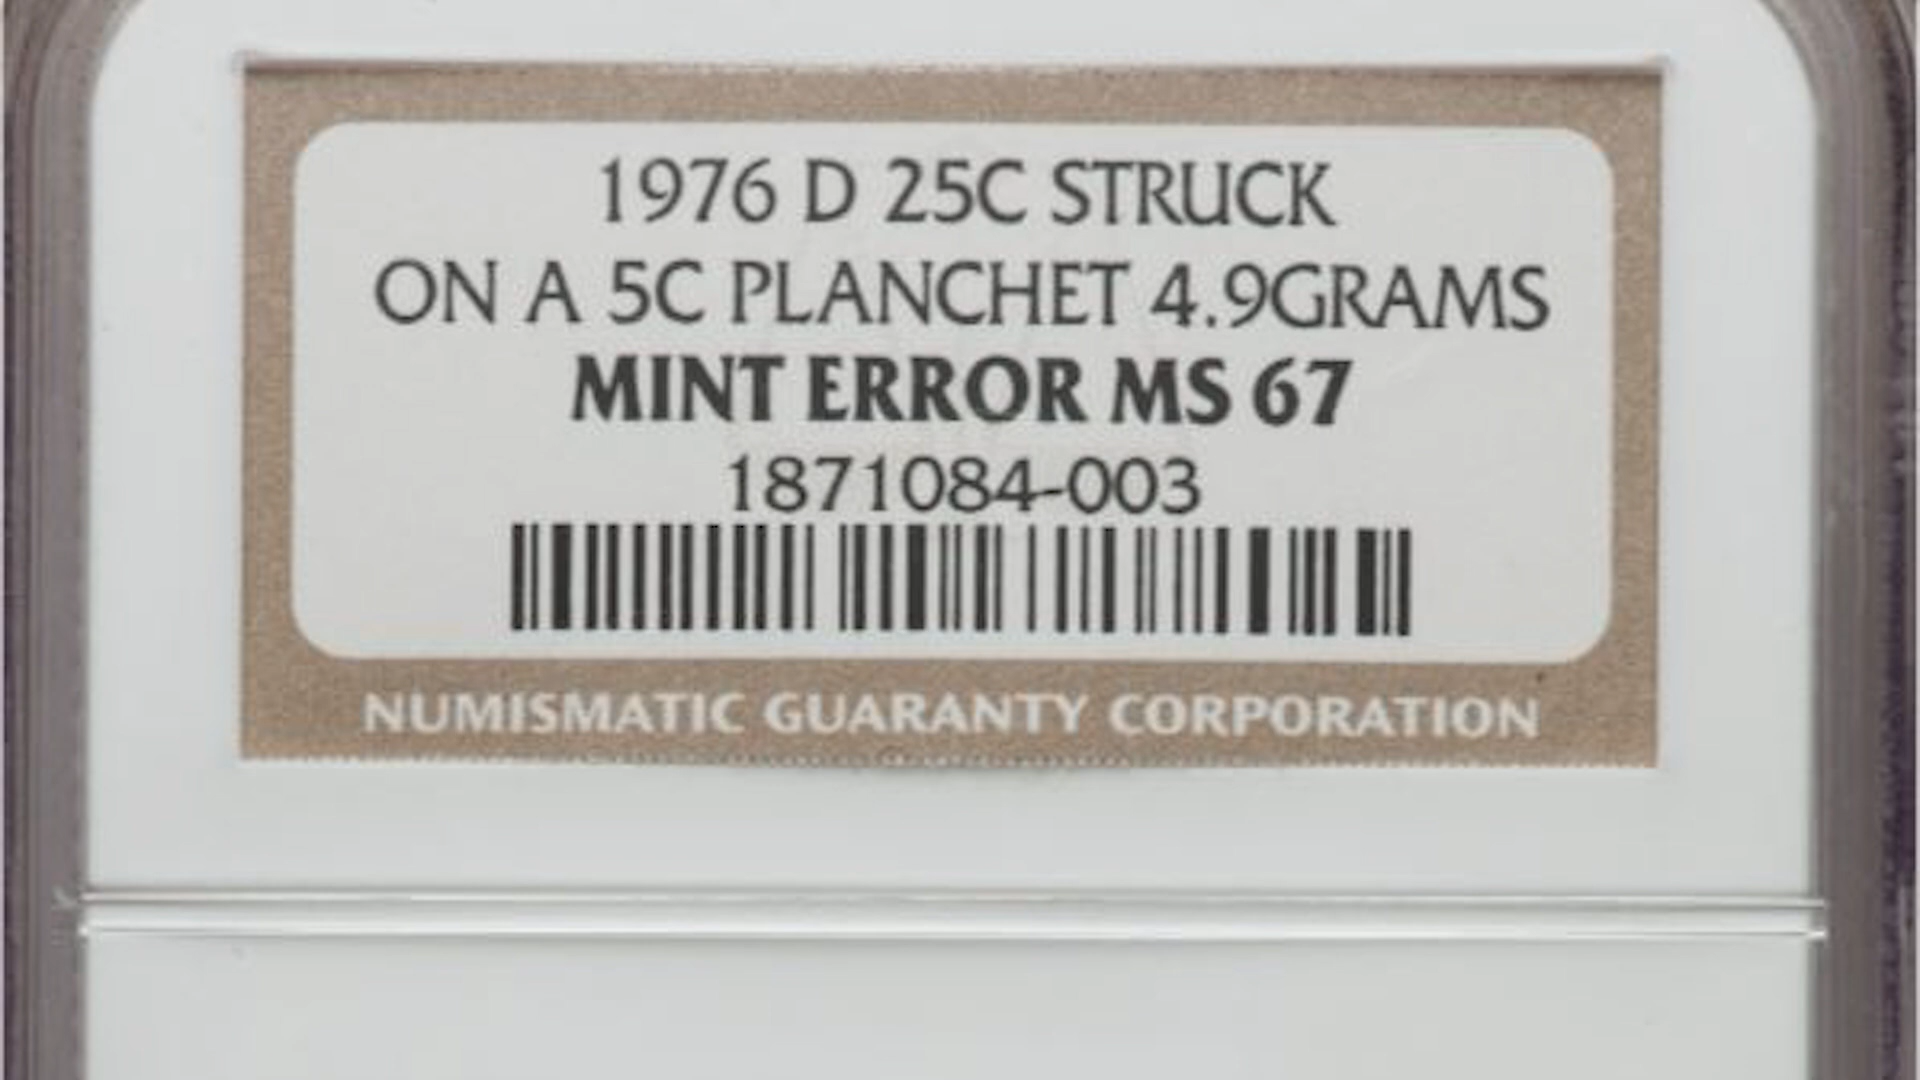 1976 D 25C STRUCK
ON A 5C PLANCHET 4.9GRAMS
MINT ERROR MS 67
1871084-003
NUMISMATIC GUARANTY CORPORATION